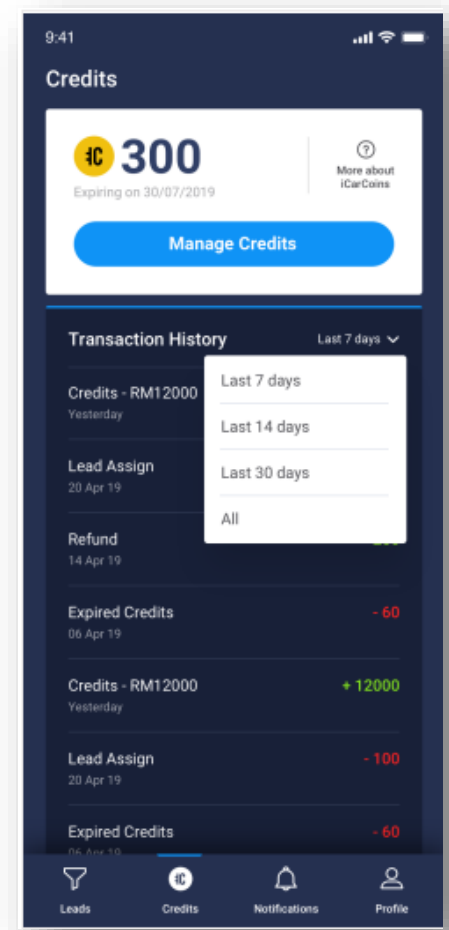 9:41
Credits
300
Expiring on 30/07/2019
More about
iCarCoins
Manage Credits
Transaction History
Last 7 days
Last 7 days
Last 14 days
Last 30 days
All
Credits - RM12000
Yesterday
Lead Assign
20 Apr 19
Refund
14 Apr 19
Expired Credits - 60
06 Apr 19
Credits - RM12000 + 12000
Yesterday
Lead Assign - 100
20 Apr 19
Expired Credits - 60
06 Apr 19
Leads Credits Notifications Profile